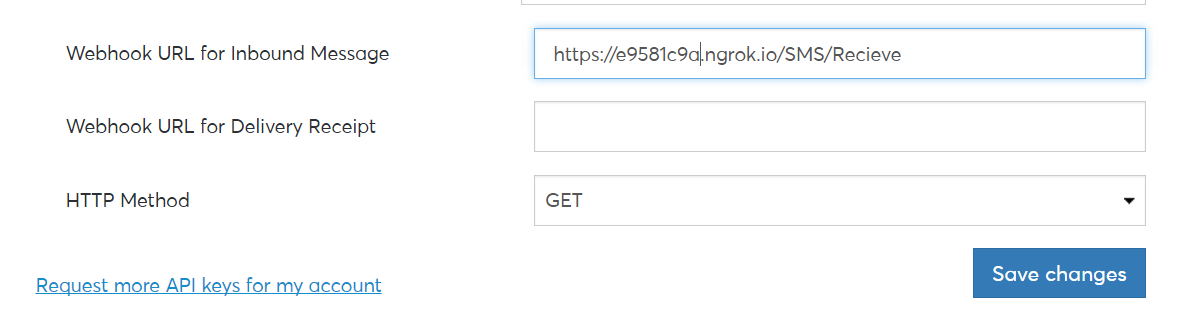 Webhook URL for Inbound Message
https://e9581c9a.ngrok.io/SMS/Recieve
Webhook URL for Delivery Receipt
HTTP Method
GET
Request more API keys for my account
Save changes